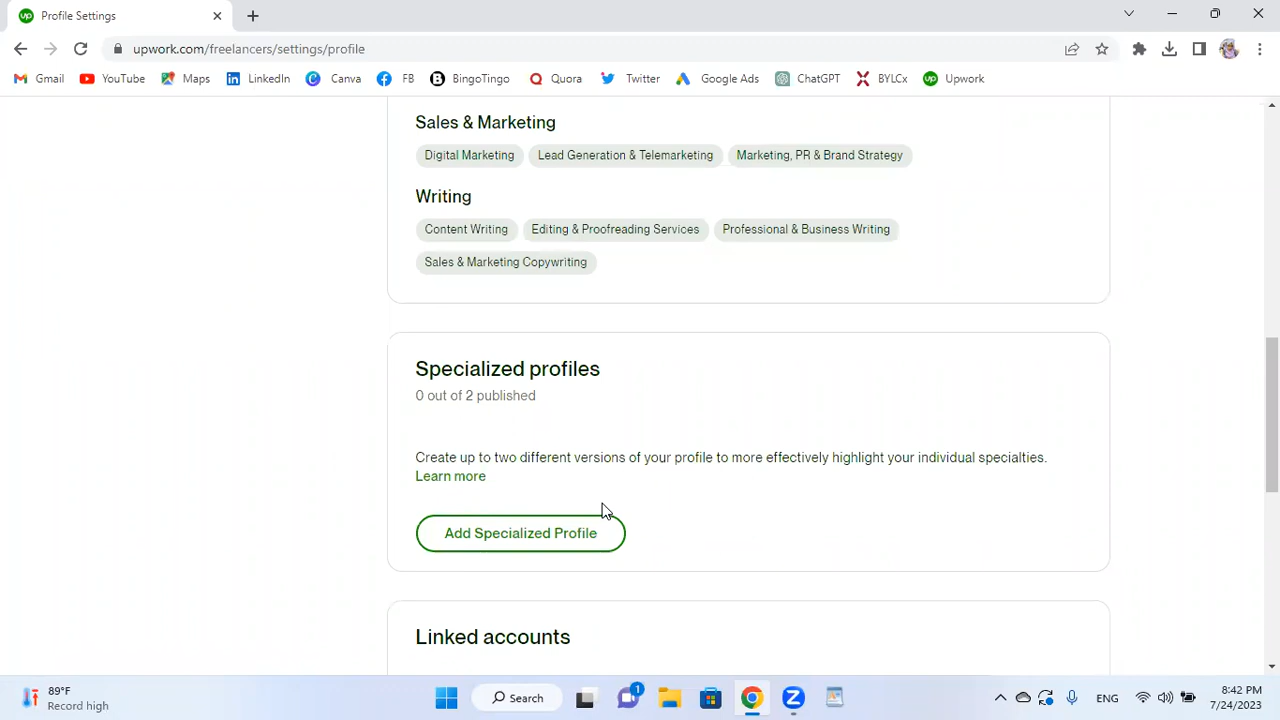 Profile Settings
upwork.com/freelancers/settings/profile
Gmail YouTube Maps LinkedIn Canva FB BingoTingo Quora Twitter Google Ads ChatGPT BYLCx Upwork
Sales & Marketing
Digital Marketing Lead Generation & Telemarketing Marketing, PR & Brand Strategy
Writing
Content Writing Editing & Proofreading Services Professional & Business Writing
Sales & Marketing Copywriting
Specialized profiles
0 out of 2 published
Create up to two different versions of your profile to more effectively highlight your individual specialties.
Learn more
Add Specialized Profile
Linked accounts
89°F
Record high
Search
1
ENG
8:42 PM
7/24/2023